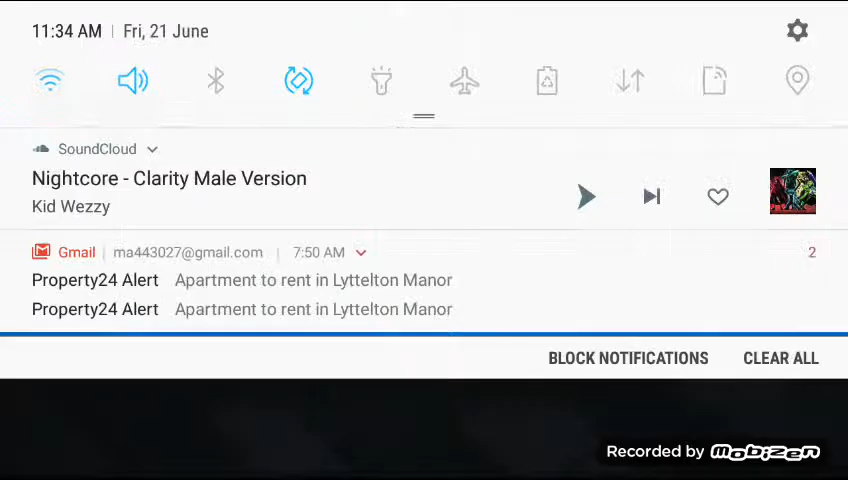 11:34 AM | Fri, 21 June
SoundCloud
Nightcore - Clarity Male Version
Kid Wezzy
Gmail | ma443027@gmail.com | 7:50 AM 2
Property24 Alert Apartment to rent in Lyttelton Manor
Property24 Alert Apartment to rent in Lyttelton Manor
BLOCK NOTIFICATIONS CLEAR ALL
Recorded by Mobizen